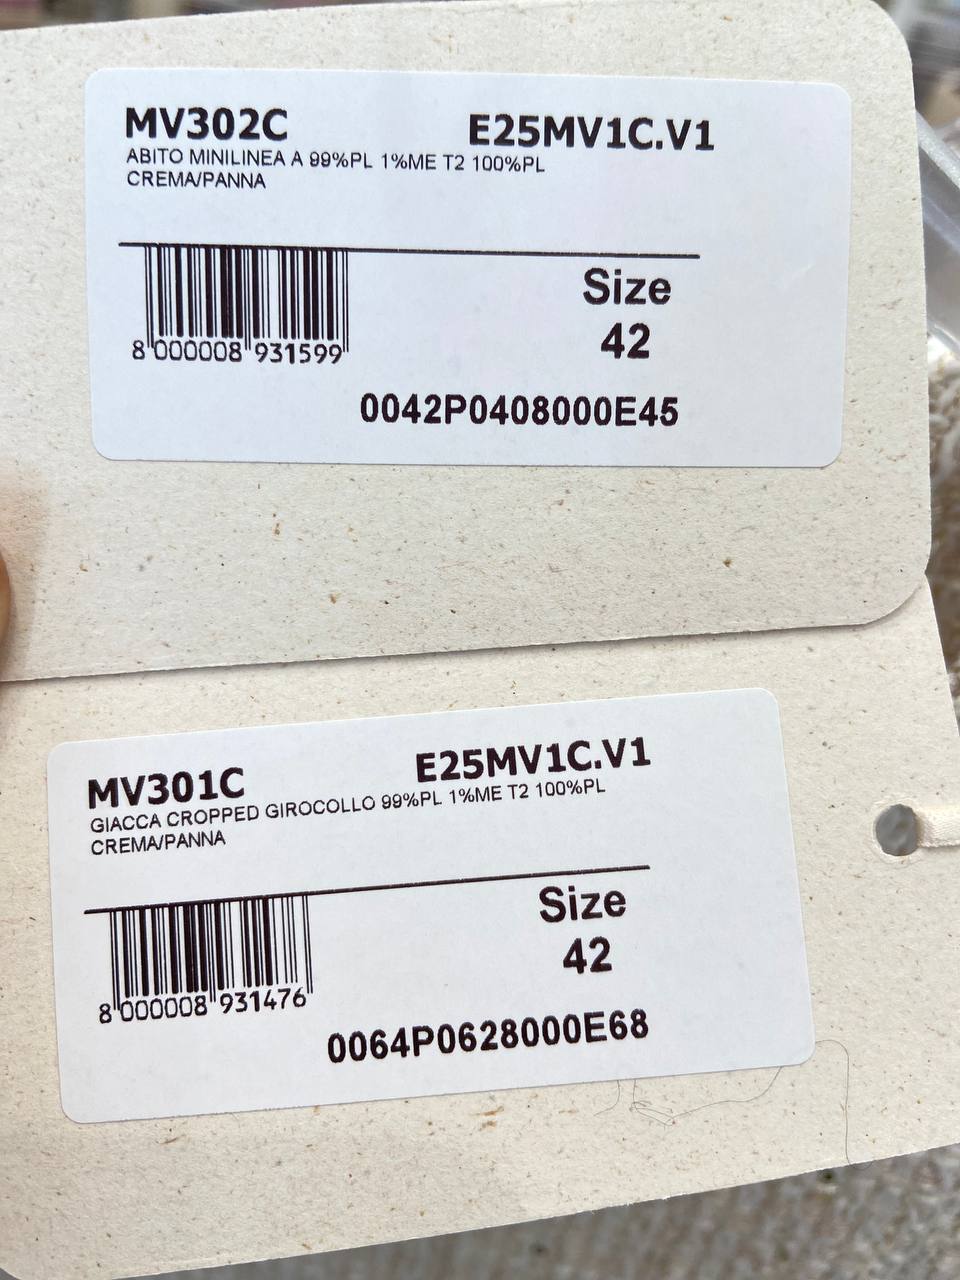 MV302C E25MV1C.V1
ABITO MINILINEA A 99%PL 1%ME T2 100%PL
CREMA/PANNA
Size
42
8 000008 931599
0042P0408000E45
MV301C E25MV1C.V1
GIACCA CROPPED GIROCOLLO 99%PL 1%ME T2 100%PL
CREMA/PANNA
Size
42
8 000008 931476
0064P0628000E68